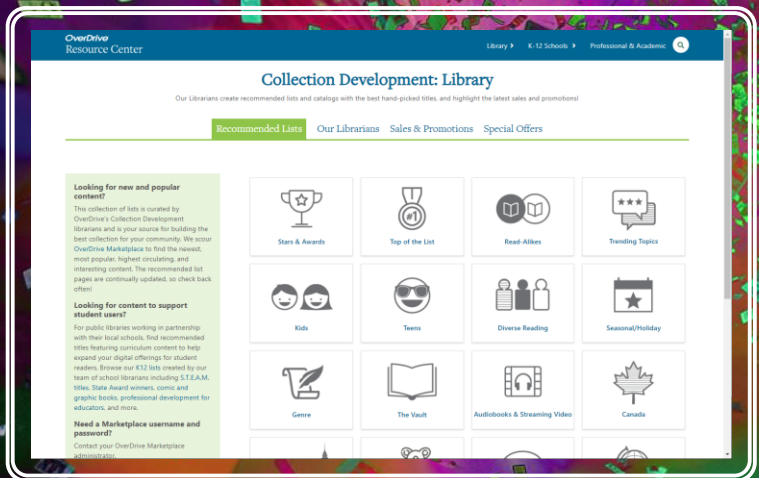 OverDrive
Resource Center
Library
K-12 Schools
Professional & Academic
Collection Development: Library
Our Librarians create recommended lists and catalogs with the best hand-picked titles, and highlight the latest sales and promotions!
Recommended Lists
Our Librarians
Sales & Promotions
Special Offers
Looking for new and popular
content?
This collection of lists is curated by
OverDrive's Collection Development
librarians and is your source for building the
best collection for your community. We scour
OverDrive Marketplace to find the newest,
most popular, highest circulating, and
interesting content. The recommended list
pages are continually updated, so check back
often!
Looking for content to support
student users?
For public libraries working in partnership
with their local schools, find recommended
titles featuring curriculum content to help
expand your digital offerings for student
readers. Browse our K12 lists created by our
team of school librarians including S.T.E.A.M.
titles, State Award winners, comic and
graphic books, professional development for
educators, and more.
Need a Marketplace username and
password?
Contact your OverDrive Marketplace
administrator.
Stars & Awards
#1
Top of the List
Read-Alikes
Trending Topics
Kids
Teens
Diverse Reading
Seasonal/Holiday
Genre
The Vault
Audiobooks & Streaming Video
Canada